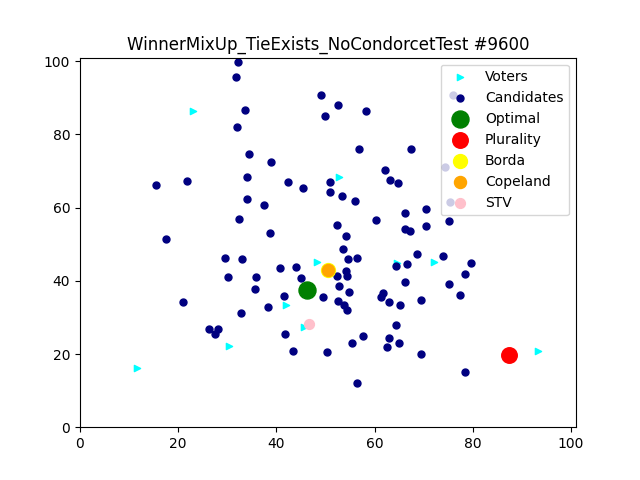 WinnerMixUp_TieExists_NoCondorcetTest #9600
100
80
60
40
20
0
0 20 40 60 80 100
Voters
Candidates
Optimal
Plurality
Borda
Copeland
STV